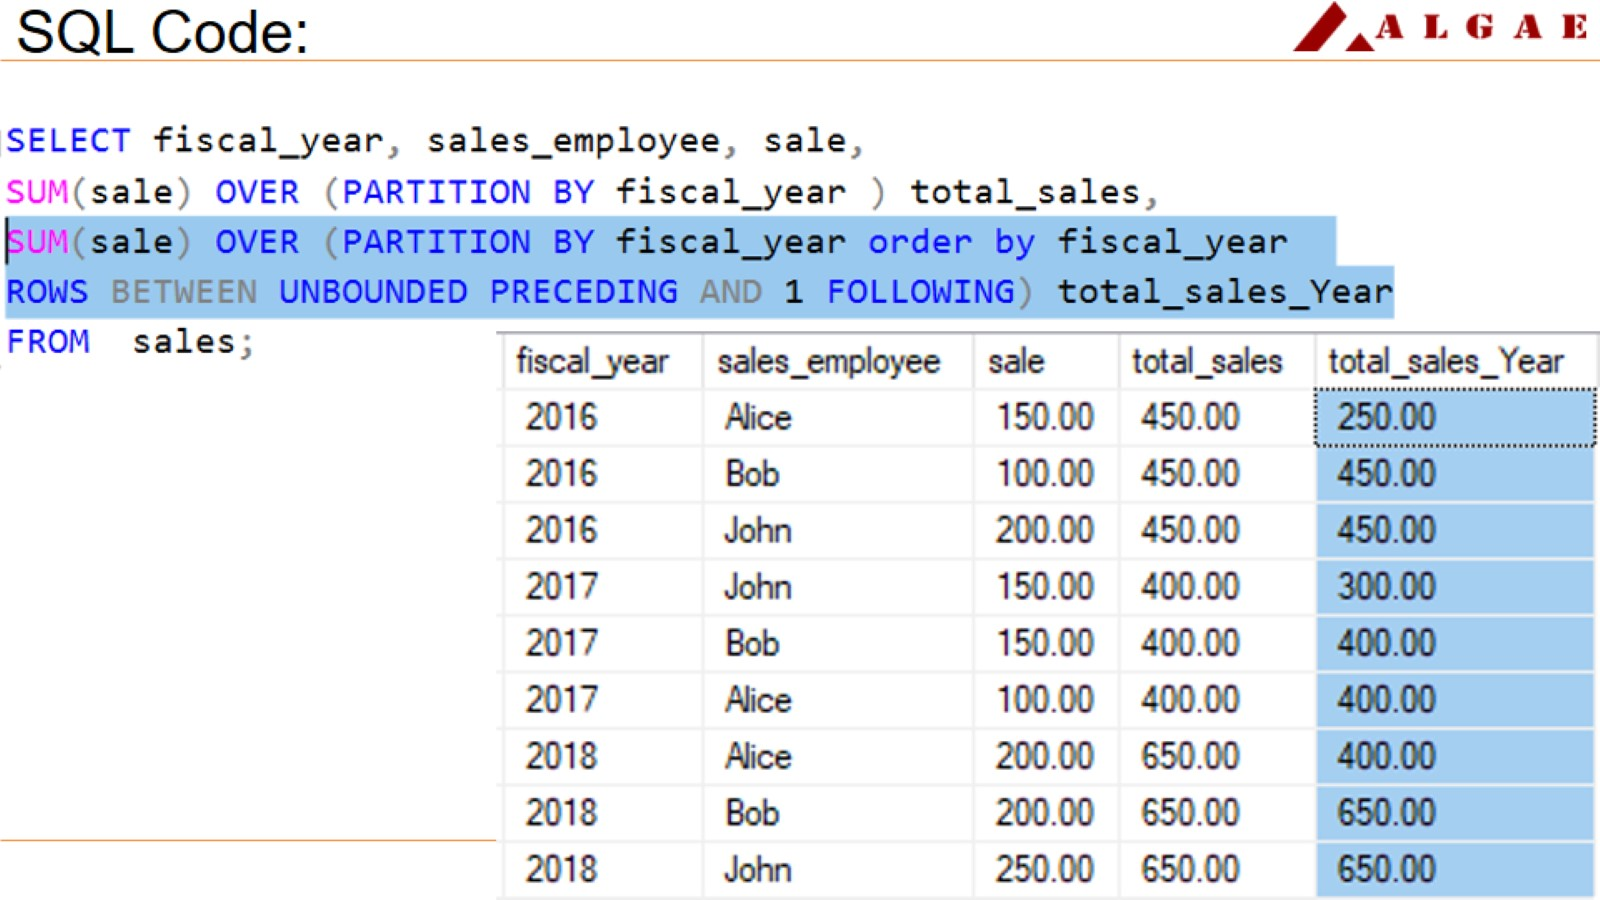 SQL Code:
ALGAE
SELECT fiscal_year, sales_employee, sale,
SUM(sale) OVER (PARTITION BY fiscal_year ) total_sales,
SUM(sale) OVER (PARTITION BY fiscal_year order by fiscal_year
ROWS BETWEEN UNBOUNDED PRECEDING AND 1 FOLLOWING) total_sales_Year
FROM sales;
fiscal_year sales_employee sale total_sales total_sales_Year
2016 Alice 150.00 450.00 250.00
2016 Bob 100.00 450.00 450.00
2016 John 200.00 450.00 450.00
2017 John 150.00 400.00 300.00
2017 Bob 150.00 400.00 400.00
2017 Alice 100.00 400.00 400.00
2018 Alice 200.00 650.00 400.00
2018 Bob 200.00 650.00 650.00
2018 John 250.00 650.00 650.00